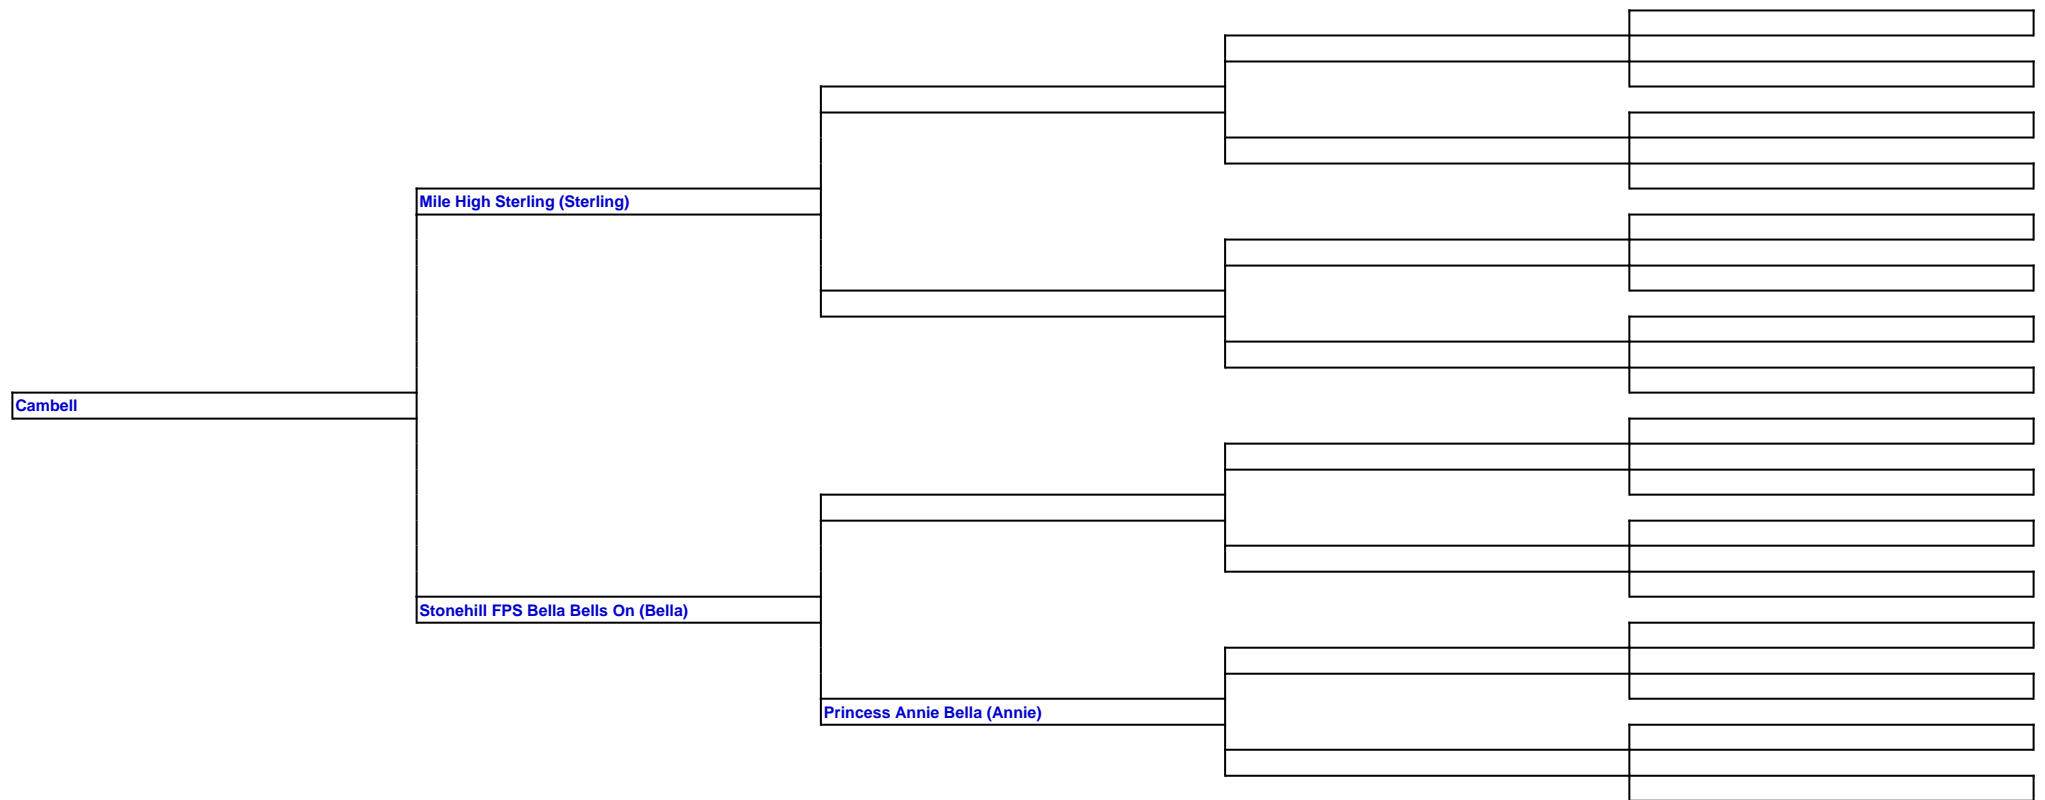 Mile High Sterling (Sterling)
Cambell
Stonehill FPS Bella Bells On (Bella)
Princess Annie Bella (Annie)